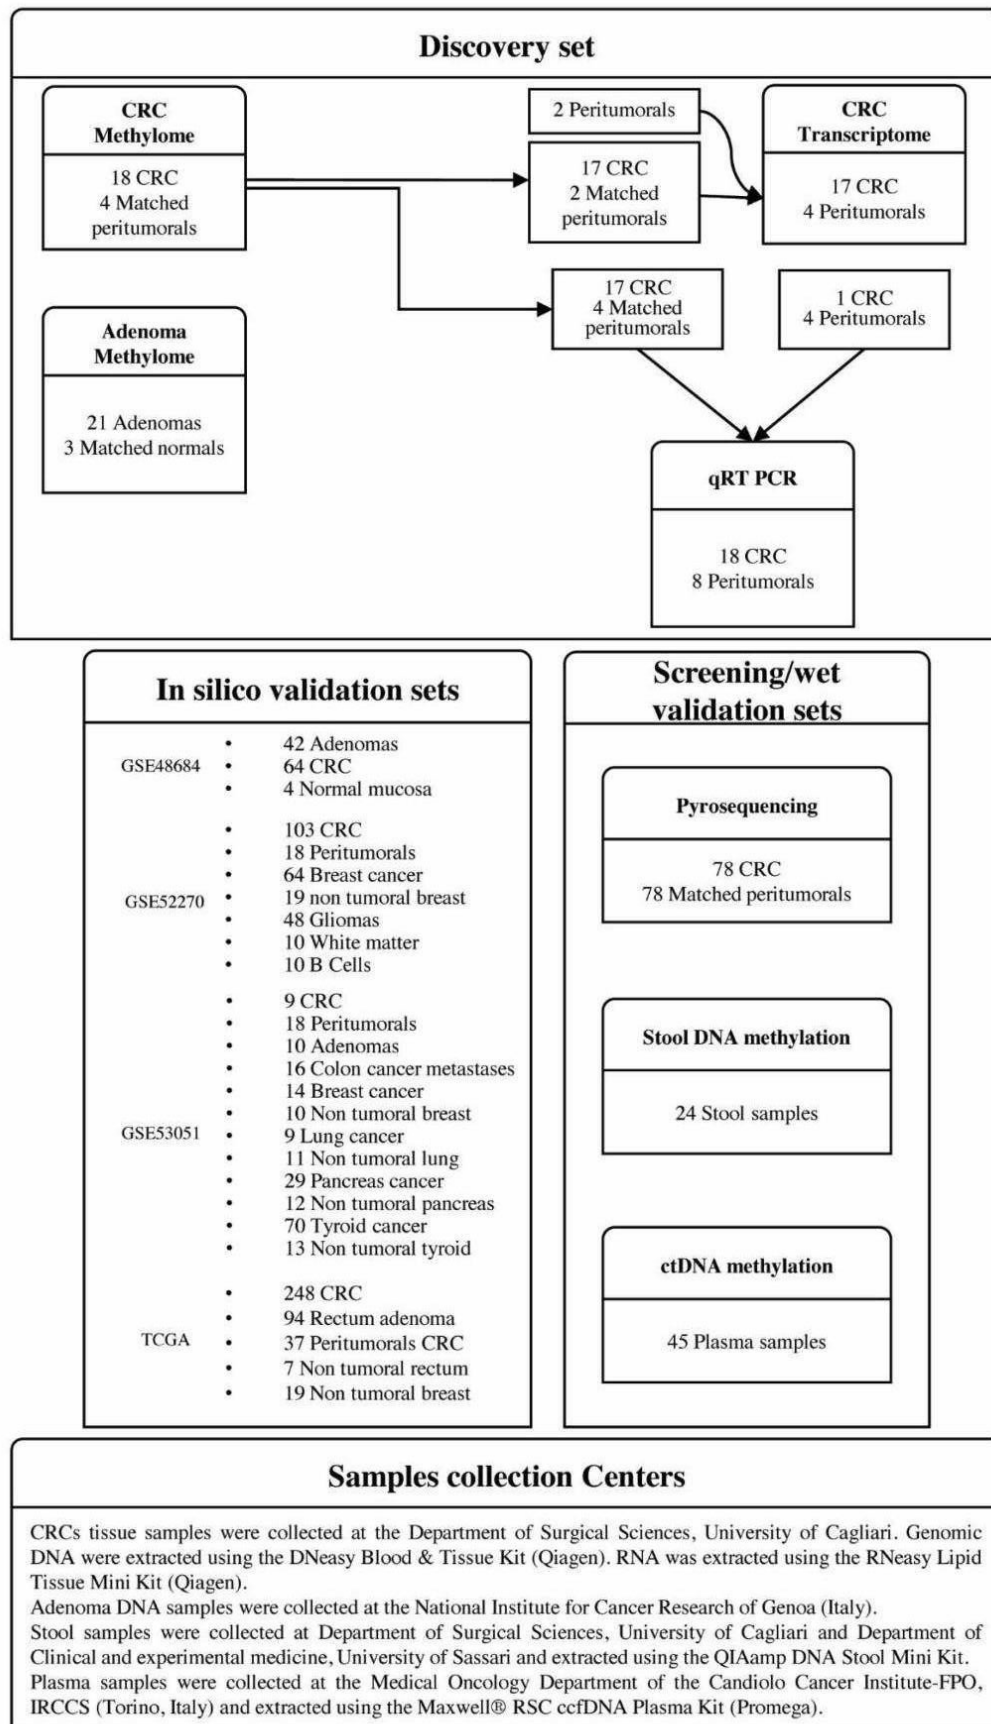 Discovery set
CRC
Methylome
18 CRC
4 Matched
peritumorals
2 Peritumorals
17 CRC
2 Matched
peritumorals
CRC
Transcriptome
17 CRC
4 Peritumorals
17 CRC
4 Matched
peritumorals
1 CRC
4 Peritumorals
Adenoma
Methylome
21 Adenomas
3 Matched normals
qRT PCR
18 CRC
8 Peritumorals
In silico validation sets
GSE48684
• 42 Adenomas
• 64 CRC
• 4 Normal mucosa
GSE52270
• 103 CRC
• 18 Peritumorals
• 64 Breast cancer
• 19 non tumoral breast
• 48 Gliomas
• 10 White matter
• 10 B Cells
GSE53051
• 9 CRC
• 18 Peritumorals
• 10 Adenomas
• 16 Colon cancer metastases
• 14 Breast cancer
• 10 Non tumoral breast
• 9 Lung cancer
• 11 Non tumoral lung
• 29 Pancreas cancer
• 12 Non tumoral pancreas
• 70 Tyroid cancer
• 13 Non tumoral tyroid
TCGA
• 248 CRC
• 94 Rectum adenoma
• 37 Peritumorals CRC
• 7 Non tumoral rectum
• 19 Non tumoral breast
Screening/wet
validation sets
Pyrosequencing
78 CRC
78 Matched peritumorals
Stool DNA methylation
24 Stool samples
ctDNA methylation
45 Plasma samples
Samples collection Centers
CRCs tissue samples were collected at the Department of Surgical Sciences, University of Cagliari. Genomic
DNA were extracted using the DNeasy Blood & Tissue Kit (Qiagen). RNA was extracted using the RNeasy Lipid
Tissue Mini Kit (Qiagen).
Adenoma DNA samples were collected at the National Institute for Cancer Research of Genoa (Italy).
Stool samples were collected at Department of Surgical Sciences, University of Cagliari and Department of
Clinical and experimental medicine, University of Sassari and extracted using the QIAamp DNA Stool Mini Kit.
Plasma samples were collected at the Medical Oncology Department of the Candiolo Cancer Institute-FPO,
IRCCS (Torino, Italy) and extracted using the Maxwell® RSC ccfDNA Plasma Kit (Promega).